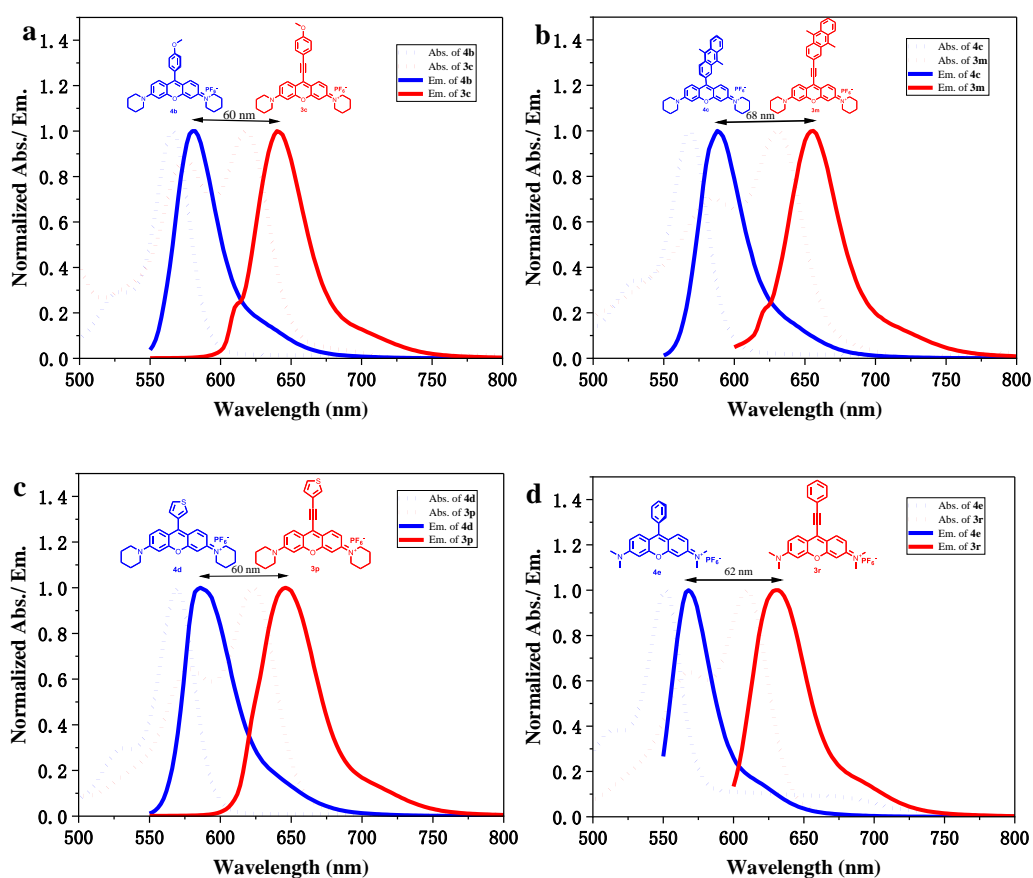 a
1.4
1.2
1.0
0.8
0.6
0.4
0.2
0.0
500 550 600 650 700 750 800
Normalized Abs./ Em.
Wavelength (nm)
Abs. of 4b
Abs. of 3c
Em. of 4b
Em. of 3c
O
N O N+
PF6-
4b
O
N O N+
PF6-
3c
60 nm
b
1.4
1.2
1.0
0.8
0.6
0.4
0.2
0.0
500 550 600 650 700 750 800
Normalized Abs./ Em.
Wavelength (nm)
Abs. of 4c
Abs. of 3m
Em. of 4c
Em. of 3m
N O N+
PF6-
4c
N O N+
PF6-
3m
68 nm
c
1.4
1.2
1.0
0.8
0.6
0.4
0.2
0.0
500 550 600 650 700 750 800
Normalized Abs./ Em.
Wavelength (nm)
Abs. of 4d
Abs. of 3p
Em. of 4d
Em. of 3p
S
N O N+
PF6-
4d
S
N O N+
PF6-
3p
60 nm
d
1.4
1.2
1.0
0.8
0.6
0.4
0.2
0.0
500 550 600 650 700 750 800
Normalized Abs./ Em.
Wavelength (nm)
Abs. of 4e
Abs. of 3r
Em. of 4e
Em. of 3r
N O N+
PF6-
4e
N O N+
PF6-
3r
62 nm